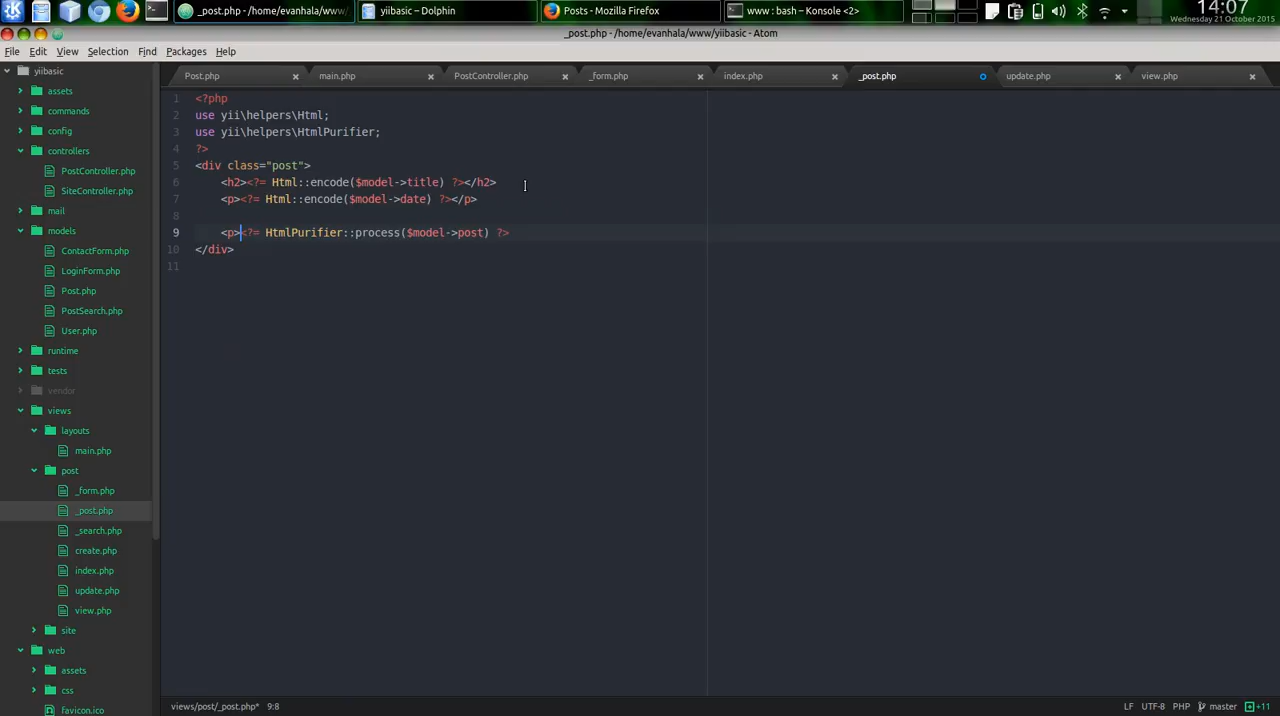 _post.php - /home/evanhala/www/
yiibasic - Dolphin
Posts - Mozilla Firefox
www : bash – Konsole <2>
14:07
Wednesday 21 October 2015
_post.php - /home/evanhala/www/yiibasic - Atom
File Edit View Selection Find Packages Help
yiibasic
assets
commands
config
controllers
PostController.php
SiteController.php
mail
models
ContactForm.php
LoginForm.php
Post.php
PostSearch.php
User.php
runtime
tests
vendor
views
layouts
main.php
post
_form.php
_post.php
_search.php
create.php
index.php
update.php
view.php
site
web
assets
css
favicon.ico
Post.php
main.php
PostController.php
_form.php
index.php
_post.php
update.php
view.php
1 <?php
2 use yii\helpers\Html;
3 use yii\helpers\HtmlPurifier;
4 ?>
5 <div class="post">
6 <h2><?= Html::encode($model->title) ?></h2>
7 <p><?= Html::encode($model->date) ?></p>
8
9 <p><?= HtmlPurifier::process($model->post) ?>
10 </div>
11
views/post/_post.php* 9:8
LF UTF-8 PHP master +11